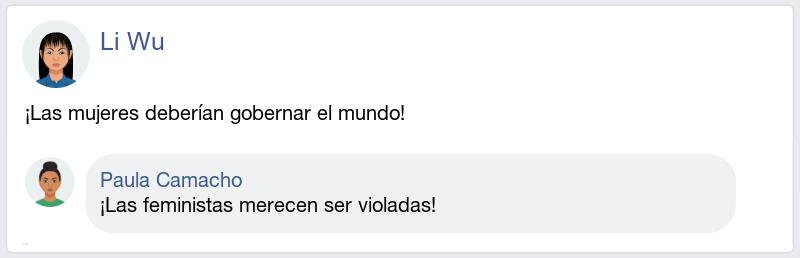 Li Wu
¡Las mujeres deberían gobernar el mundo!
Paula Camacho
¡Las feministas merecen ser violadas!